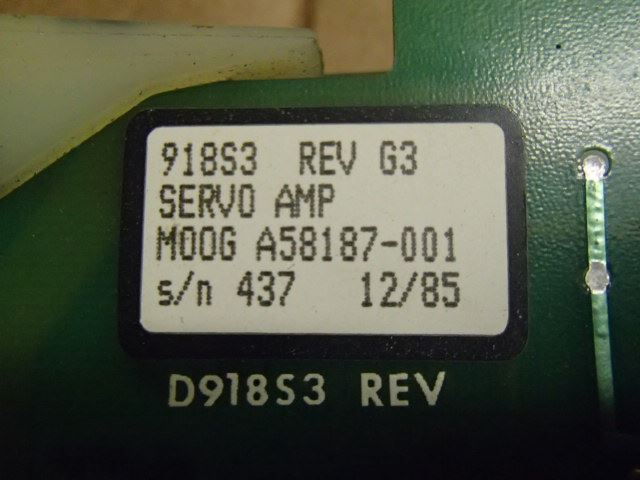 918S3 REV G3
SERVO AMP
MOOG A58187-001
s/n 437 12/85
D918S3 REV